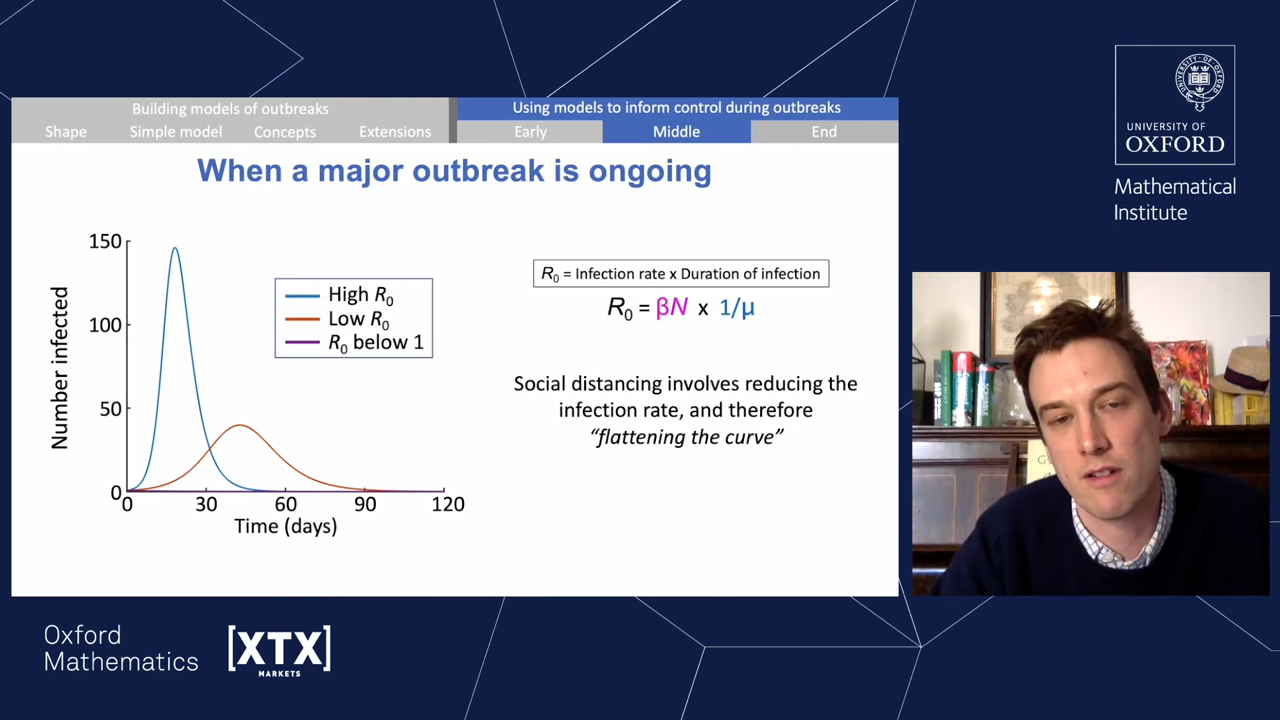 Building models of outbreaks
Using models to inform control during outbreaks
Shape
Simple model
Concepts
Extensions
Early
Middle
End
When a major outbreak is ongoing
150
100
50
0
Number infected
0
30
60
90
120
Time (days)
High R₀
Low R₀
R₀ below 1
R₀ = Infection rate x Duration of infection
R₀ = βN x 1/μ
Social distancing involves reducing the
infection rate, and therefore
“flattening the curve”
UNIVERSITY OF
OXFORD
Mathematical
Institute
Oxford
Mathematics
[XTX]
MARKETS